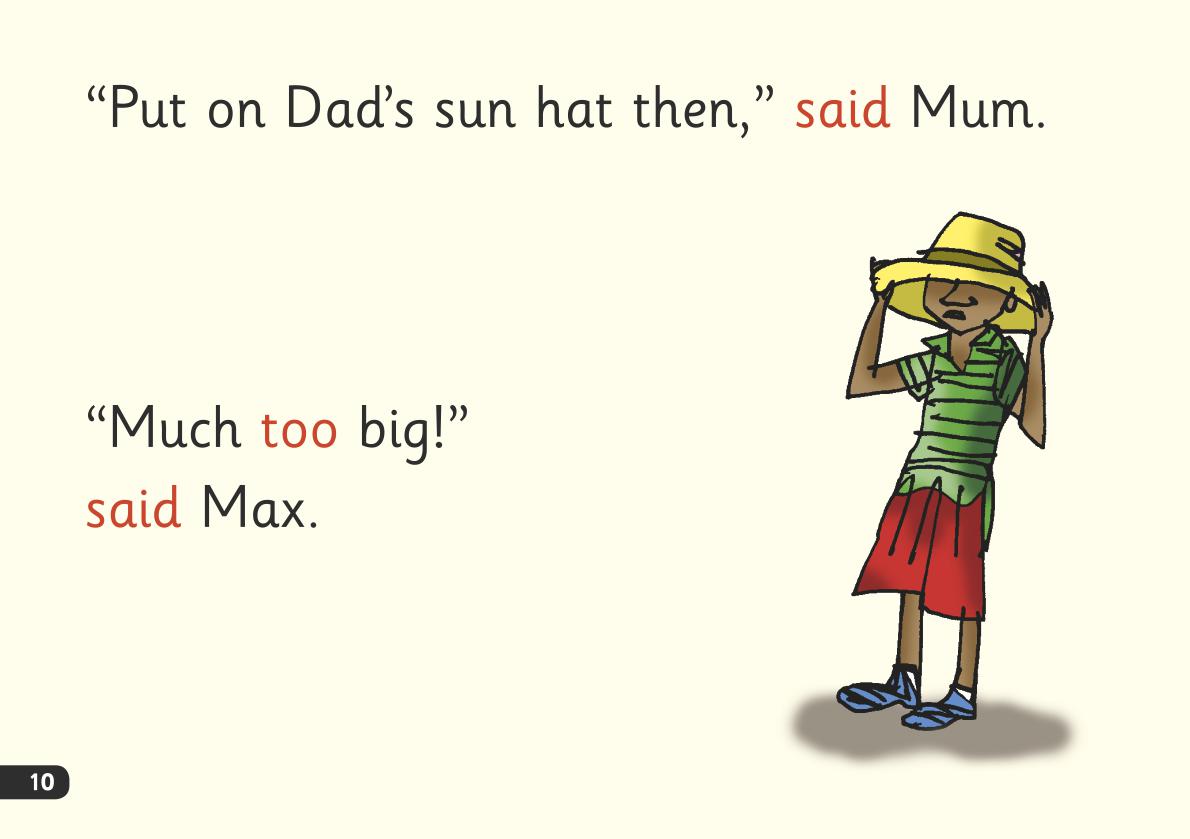 “Put on Dad’s sun hat then,” said Mum.
“Much too big!”
said Max.
10